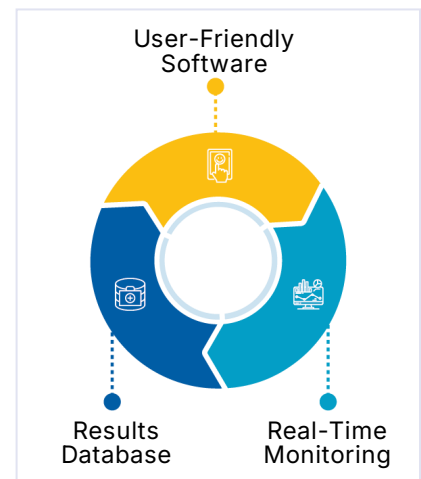 User-Friendly
Software
Results
Database
Real-Time
Monitoring